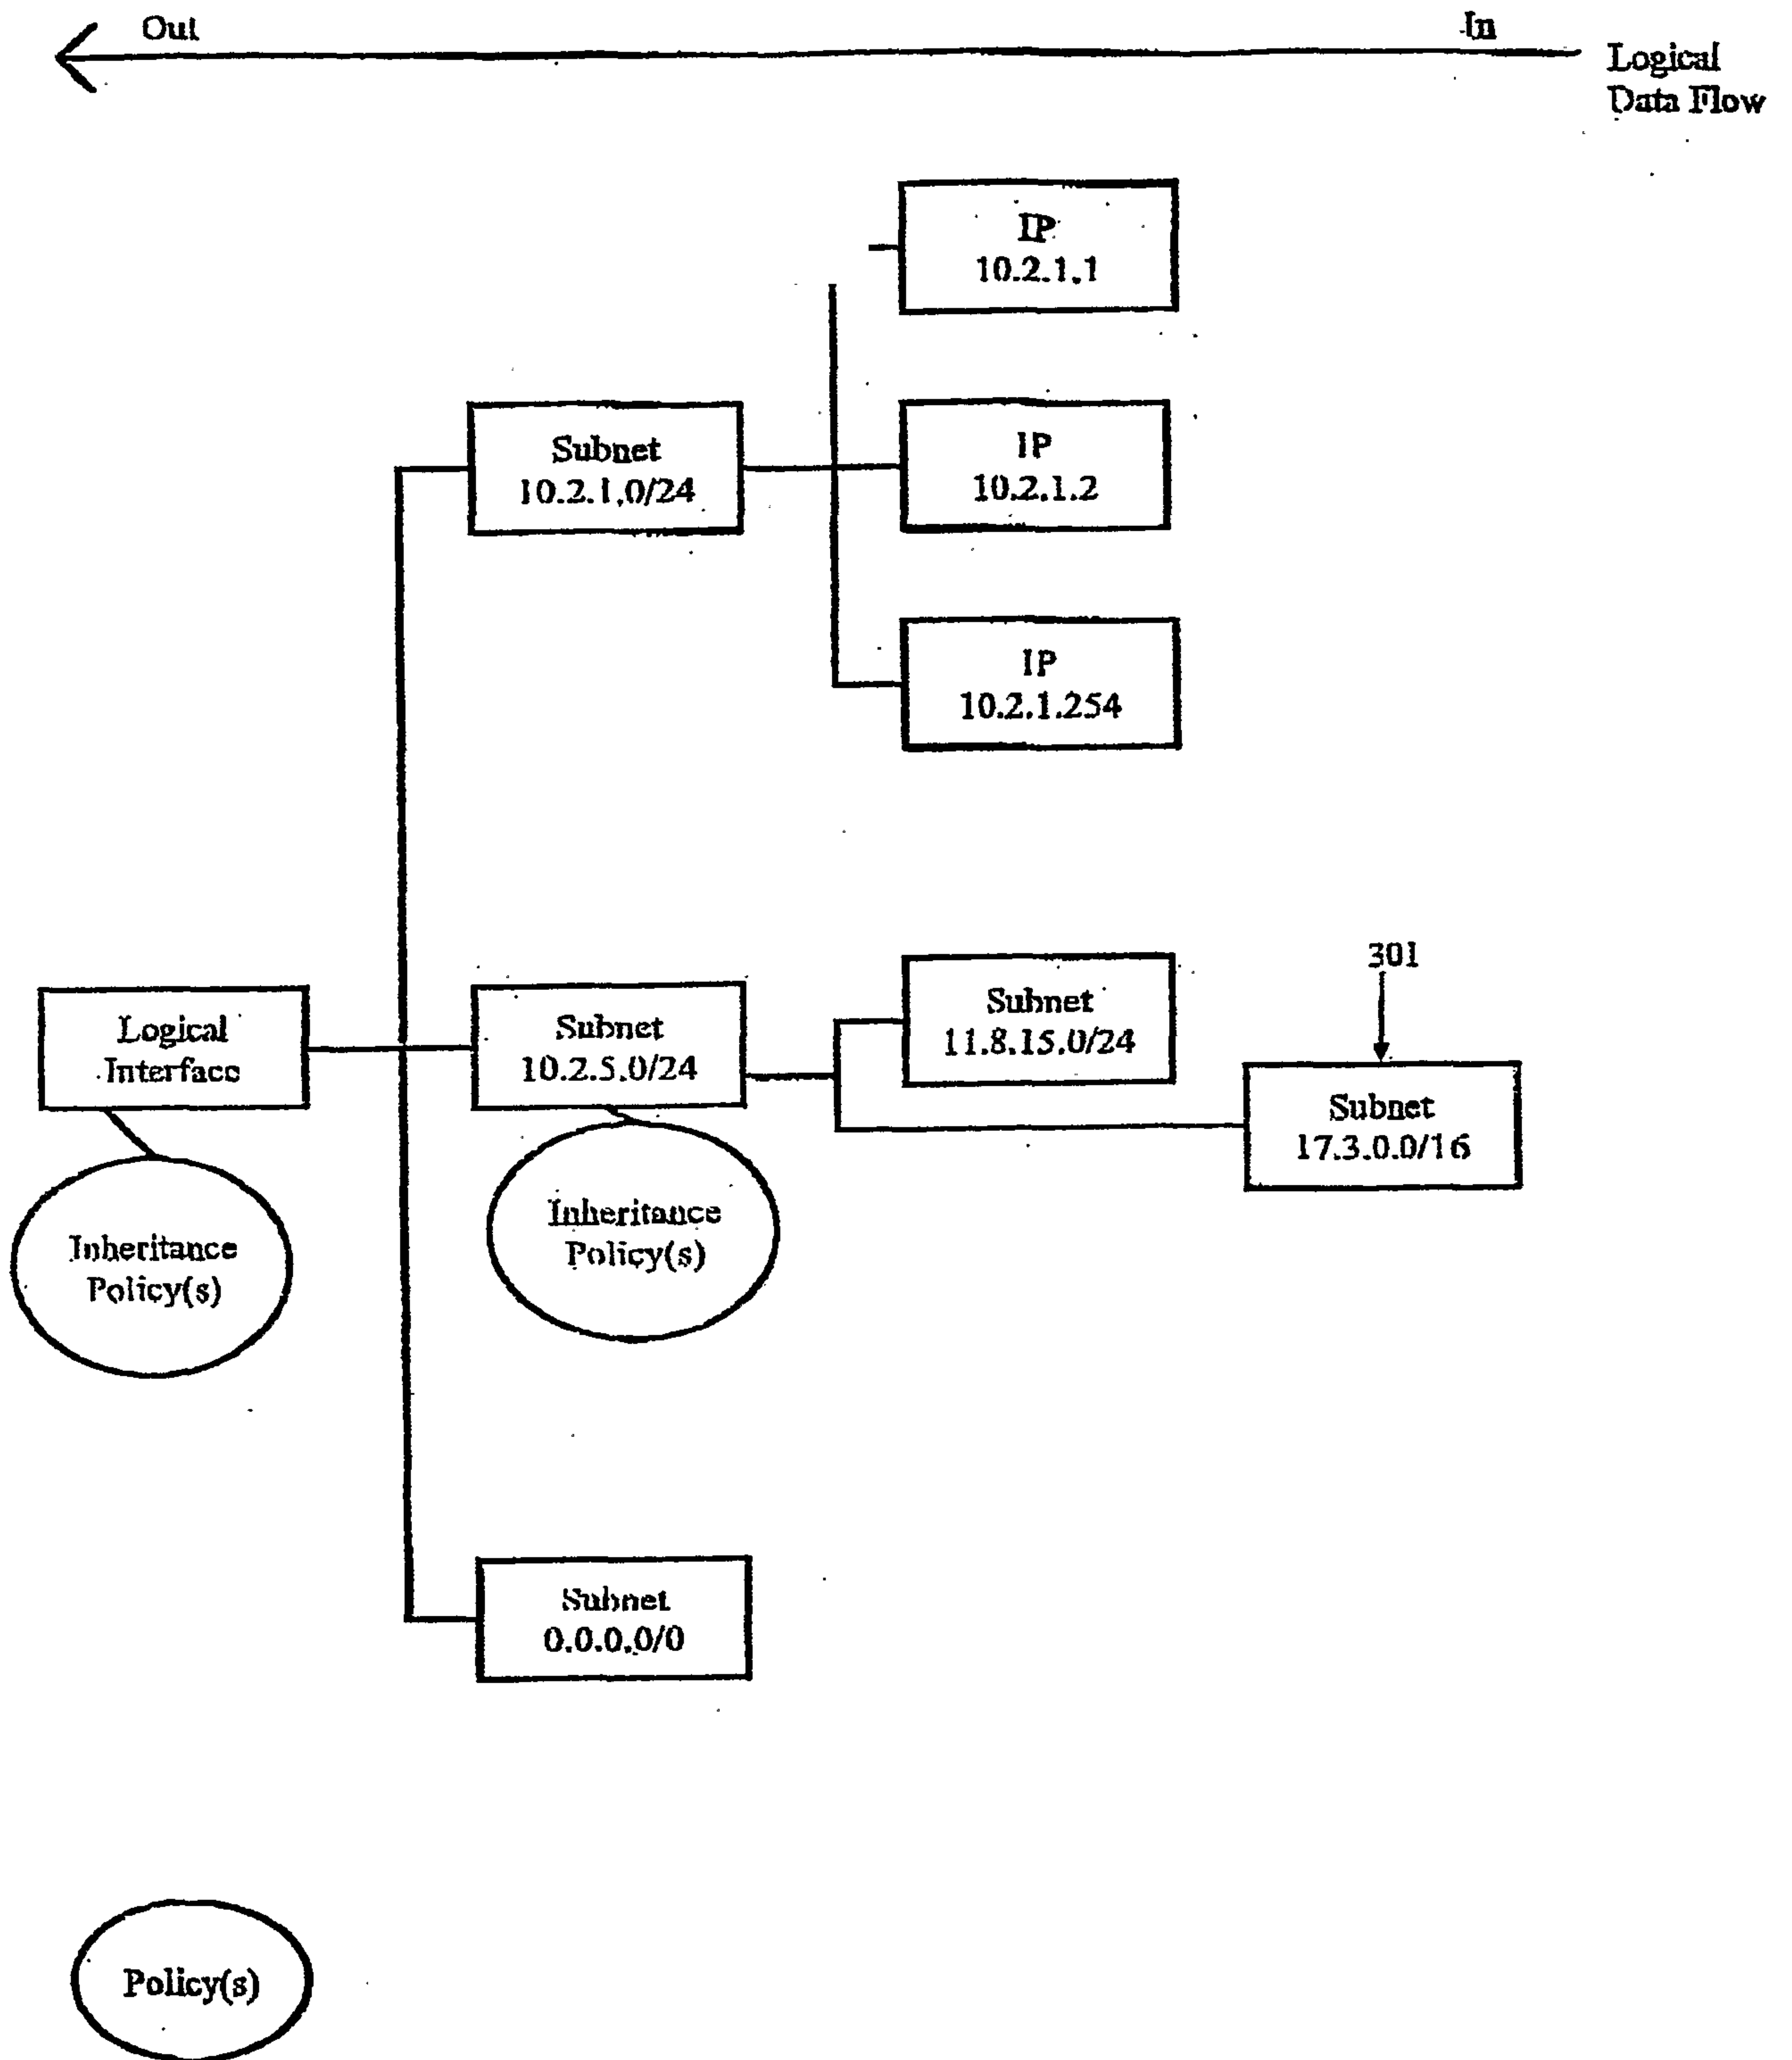 Out
In
Logical
Data Flow
IP
10.2.1.1
Subnet
10.2.1.0/24
IP
10.2.1.2
IP
10.2.1.254
301
Logical
Interface
Subnet
10.2.5.0/24
Subnet
11.8.15.0/24
Subnet
17.3.0.0/16
Inheritance
Policy(s)
Inheritance
Policy(s)
Subnet
0.0.0.0/0
Policy(s)